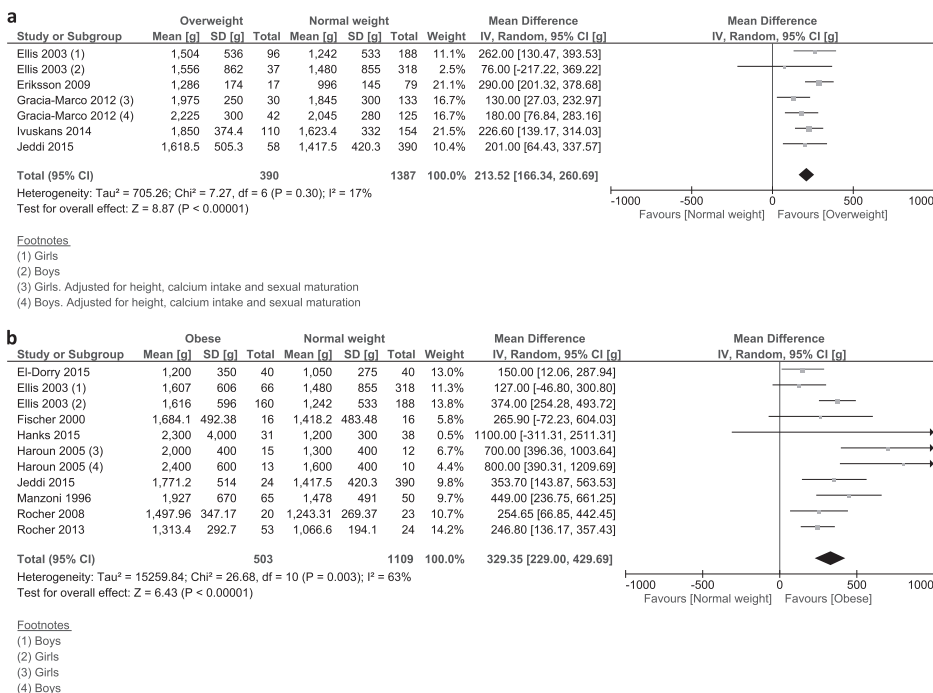 a
Overweight Normal weight Mean Difference Mean Difference
Study or Subgroup Mean [g] SD [g] Total Mean [g] SD [g] Total Weight IV, Random, 95% CI [g] IV, Random, 95% CI [g]
Ellis 2003 (1) 1,504 536 96 1,242 533 188 11.1% 262.00 [130.47, 393.53]
Ellis 2003 (2) 1,556 862 37 1,480 855 318 2.5% 76.00 [-217.22, 369.22]
Eriksson 2009 1,286 174 17 996 145 79 21.1% 290.00 [201.32, 378.68]
Gracia-Marco 2012 (3) 1,975 250 30 1,845 300 133 16.7% 130.00 [27.03, 232.97]
Gracia-Marco 2012 (4) 2,225 300 42 2,045 280 125 16.7% 180.00 [76.84, 283.16]
Ivuskans 2014 1,850 374.4 110 1,623.4 332 154 21.5% 226.60 [139.17, 314.03]
Jeddi 2015 1,618.5 505.3 58 1,417.5 420.3 390 10.4% 201.00 [64.43, 337.57]
Total (95% CI) 390 1387 100.0% 213.52 [166.34, 260.69]
Heterogeneity: Tau² = 705.26; Chi² = 7.27, df = 6 (P = 0.30); I² = 17%
Test for overall effect: Z = 8.87 (P < 0.00001)
-1000 -500 0 500 1000
Favours [Normal weight] Favours [Overweight]
Footnotes
(1) Girls
(2) Boys
(3) Girls. Adjusted for height, calcium intake and sexual maturation
(4) Boys. Adjusted for height, calcium intake and sexual maturation
b
Obese Normal weight Mean Difference Mean Difference
Study or Subgroup Mean [g] SD [g] Total Mean [g] SD [g] Total Weight IV, Random, 95% CI [g] IV, Random, 95% CI [g]
El-Dorry 2015 1,200 350 40 1,050 275 40 13.0% 150.00 [12.06, 287.94]
Ellis 2003 (1) 1,607 606 66 1,480 855 318 11.3% 127.00 [-46.80, 300.80]
Ellis 2003 (2) 1,616 596 160 1,242 533 188 13.8% 374.00 [254.28, 493.72]
Fischer 2000 1,684.1 492.38 16 1,418.2 483.48 16 5.8% 265.90 [-72.23, 604.03]
Hanks 2015 2,300 4,000 31 1,200 300 38 0.5% 1100.00 [-311.31, 2511.31]
Haroun 2005 (3) 2,000 400 15 1,300 400 12 6.7% 700.00 [396.36, 1003.64]
Haroun 2005 (4) 2,400 600 13 1,600 400 10 4.4% 800.00 [390.31, 1209.69]
Jeddi 2015 1,771.2 514 24 1,417.5 420.3 390 9.8% 353.70 [143.87, 563.53]
Manzoni 1996 1,927 670 65 1,478 491 50 9.7% 449.00 [236.75, 661.25]
Rocher 2008 1,497.96 347.17 20 1,243.31 269.37 23 10.7% 254.65 [66.85, 442.45]
Rocher 2013 1,313.4 292.7 53 1,066.6 194.1 24 14.2% 246.80 [136.17, 357.43]
Total (95% CI) 503 1109 100.0% 329.35 [229.00, 429.69]
Heterogeneity: Tau² = 15259.84; Chi² = 26.68, df = 10 (P = 0.003); I² = 63%
Test for overall effect: Z = 6.43 (P < 0.00001)
-1000 -500 0 500 1000
Favours [Normal weight] Favours [Obese]
Footnotes
(1) Boys
(2) Girls
(3) Girls
(4) Boys